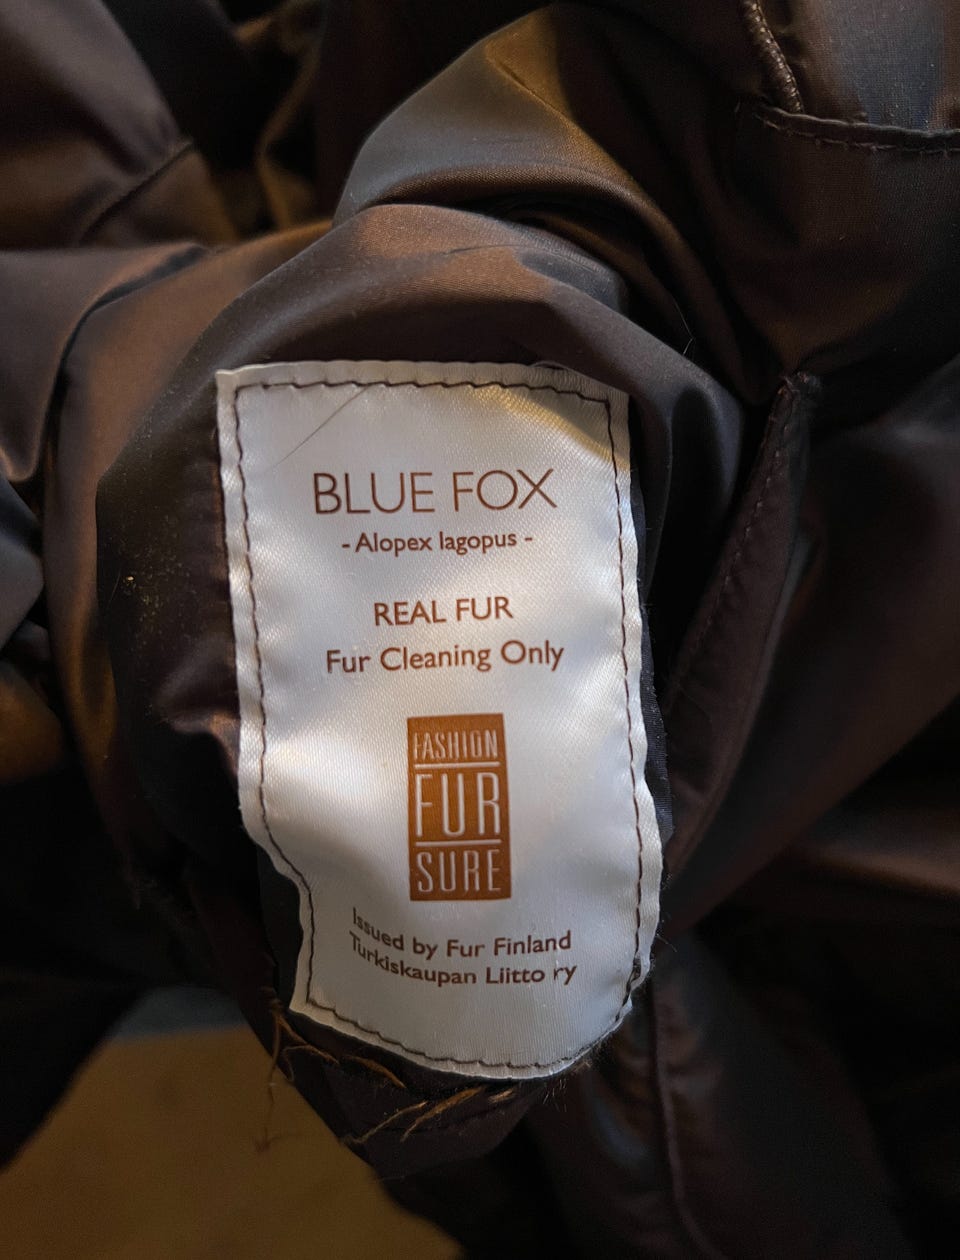 BLUE FOX
- Alopex lagopus -
REAL FUR
Fur Cleaning Only
FASHION
FUR
SURE
Issued by Fur Finland
Turkiskaupan Liitto ry